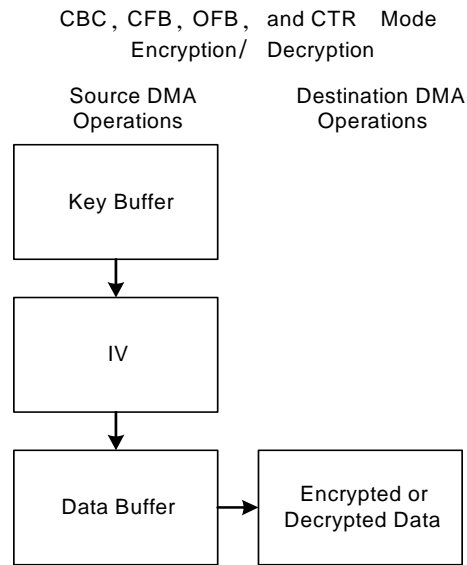 CBC, CFB, OFB, and CTR Mode
Encryption/ Decryption
Source DMA
Operations
Destination DMA
Operations
Key Buffer
IV
Data Buffer
Encrypted or
Decrypted Data